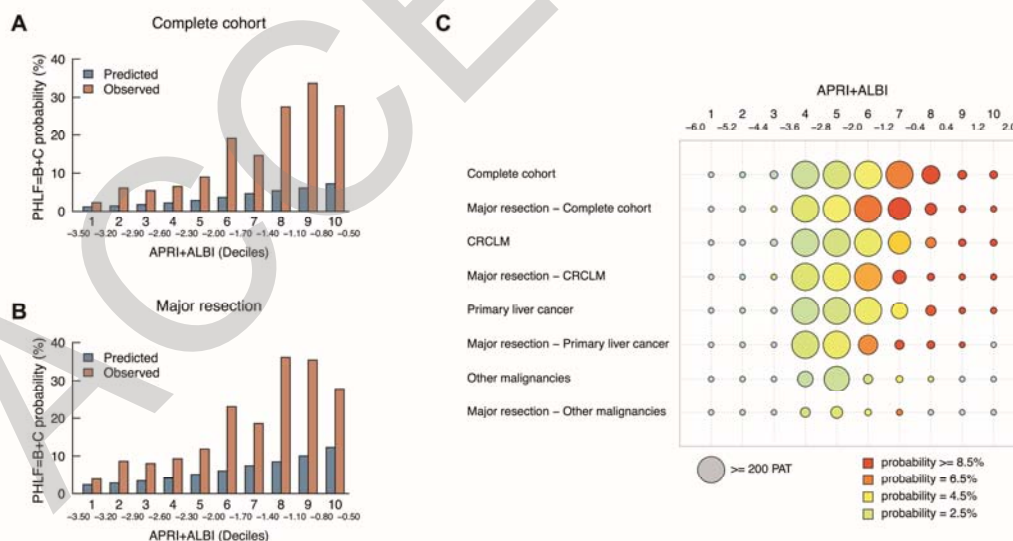 A
Complete cohort
PHLF=B+C probability (%)
40
30
20
10
0
Predicted
Observed
1 2 3 4 5 6 7 8 9 10
−3.50 −3.20 −2.90 −2.60 −2.30 −2.00 −1.70 −1.40 −1.10 −0.80 −0.50
APRI+ALBI (Deciles)
B
Major resection
PHLF=B+C probability (%)
40
30
20
10
0
Predicted
Observed
1 2 3 4 5 6 7 8 9 10
−3.50 −3.20 −2.90 −2.60 −2.30 −2.00 −1.70 −1.40 −1.10 −0.80 −0.50
APRI+ALBI (Deciles)
C
APRI+ALBI
1 2 3 4 5 6 7 8 9 10
−6.0 −5.2 −4.4 −3.6 −2.8 −2.0 −1.2 −0.4 0.4 1.2 2.0
Complete cohort
Major resection − Complete cohort
CRCLM
Major resection − CRCLM
Primary liver cancer
Major resection − Primary liver cancer
Other malignancies
Major resection − Other malignancies
>= 200 PAT
probability >= 8.5%
probability = 6.5%
probability = 4.5%
probability = 2.5%
ACCE